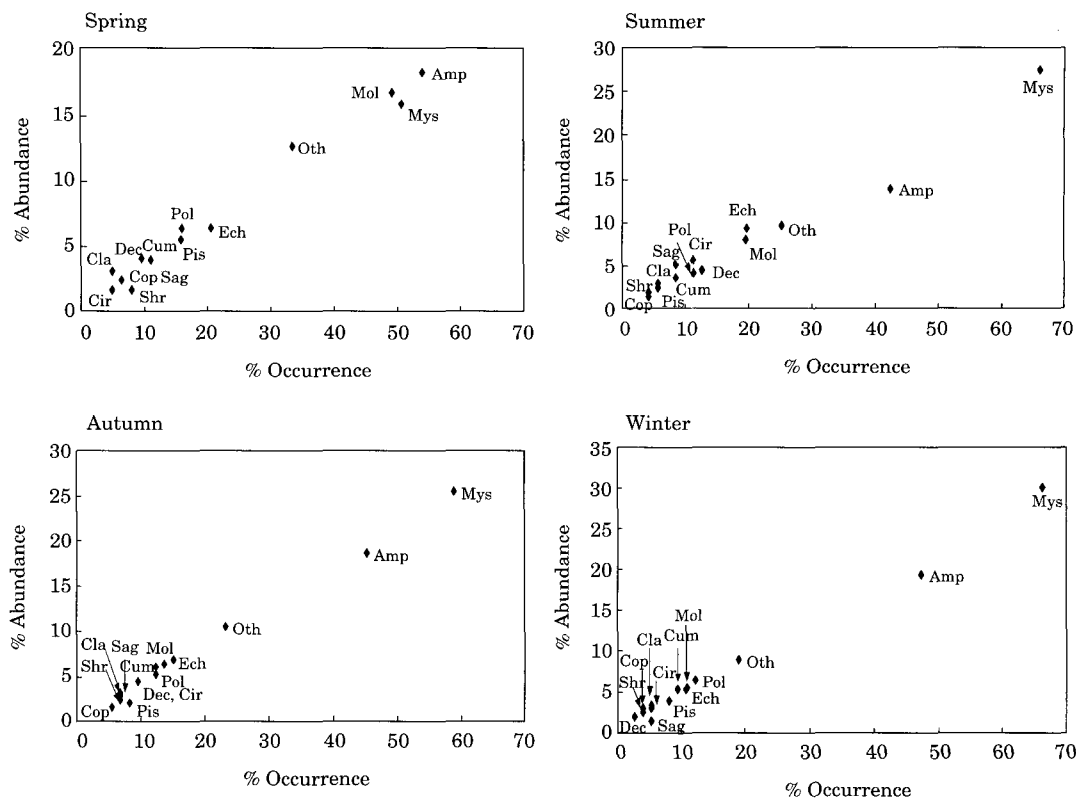 Spring
20
15
10
5
0
% Abundance
Amp
Mol
Mys
Oth
Pol
Ech
Dec Cum
Pis
Cla
Cop Sag
Cir
Shr
10 20 30 40 50 60 70
% Occurrence
Summer
30
25
20
15
10
5
0
% Abundance
Mys
Amp
Ech
Oth
Pol
Cir
Mol
Sag
Cla
Dec
Shr
Cum
Cop Pis
0 10 20 30 40 50 60 70
% Occurrence
Autumn
30
25
20
15
10
5
0
% Abundance
Mys
Amp
Oth
Cla Sag
Mol
Shr
Cum
Ech
Pol
Dec, Cir
Cop
Pis
0 10 20 30 40 50 60 70
% Occurrence
Winter
35
30
25
20
15
10
5
0
% Abundance
Mys
Amp
Mol
Cum
Cla
Oth
Cop
Cir
Pol
Shr
Ech
Pis
Dec
Sag
0 10 20 30 40 50 60 70
% Occurrence